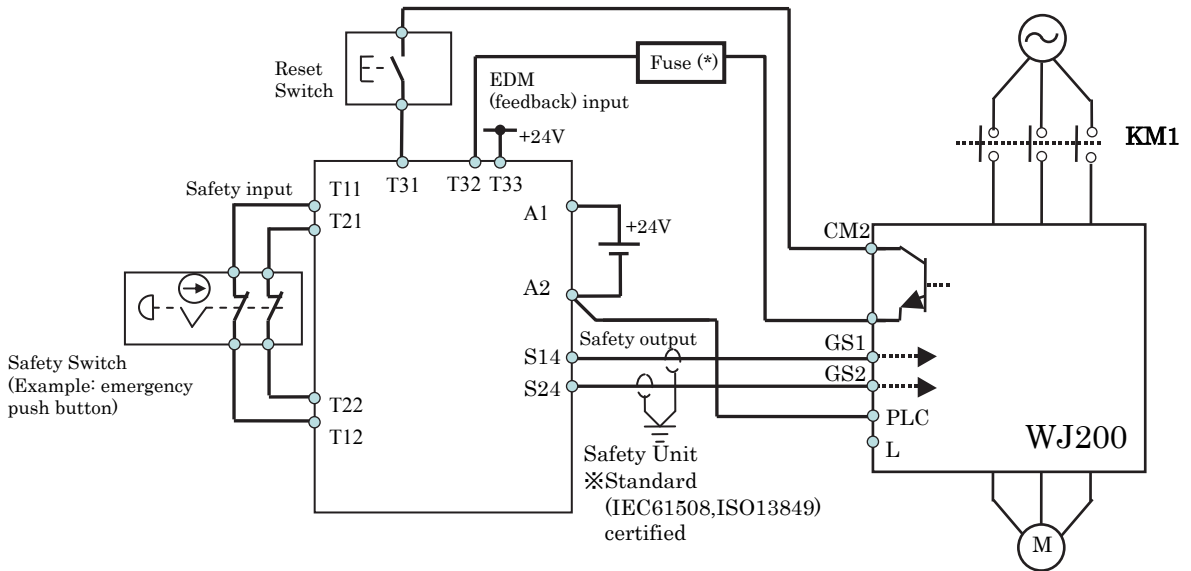 Reset
Switch
EDM
(feedback) input
+24V
Fuse (*)
KM1
Safety input
T11
T21
T31
T32
T33
A1
+24V
A2
CM2
Safety output
S14
S24
GS1
GS2
PLC
L
WJ200
Safety Switch
(Example: emergency
push button)
T22
T12
Safety Unit
※Standard
(IEC61508,ISO13849)
certified
M